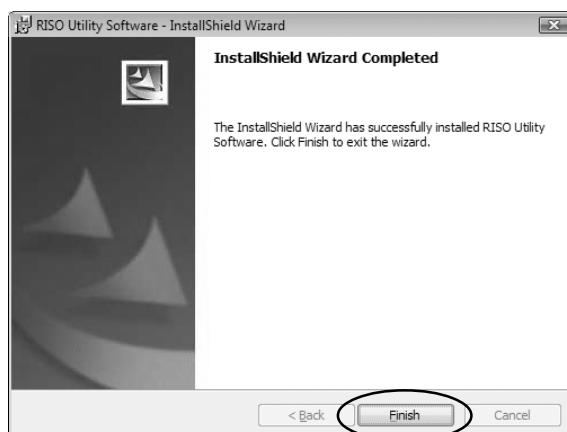 RISO Utility Software - InstallShield Wizard
InstallShield Wizard Completed
The InstallShield Wizard has successfully installed RISO Utility
Software. Click Finish to exit the wizard.
< Back
Finish
Cancel